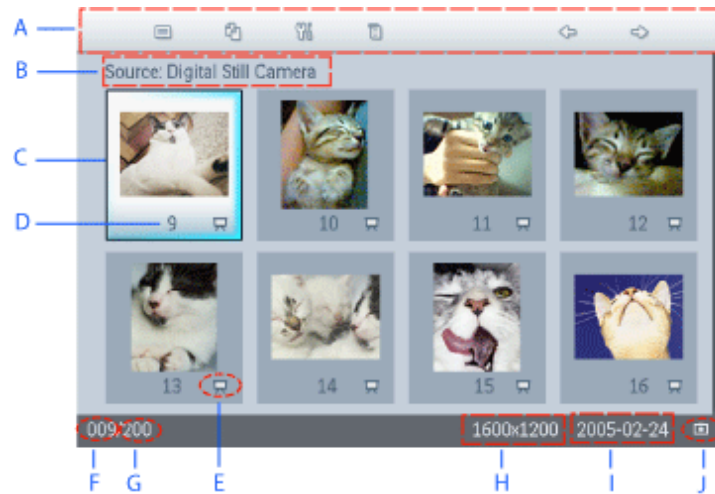 A
B
Source: Digital Still Camera
C
D
9
10
11
12
13
14
15
16
009/200
1600x1200
2005-02-24
F
G
E
H
I
J